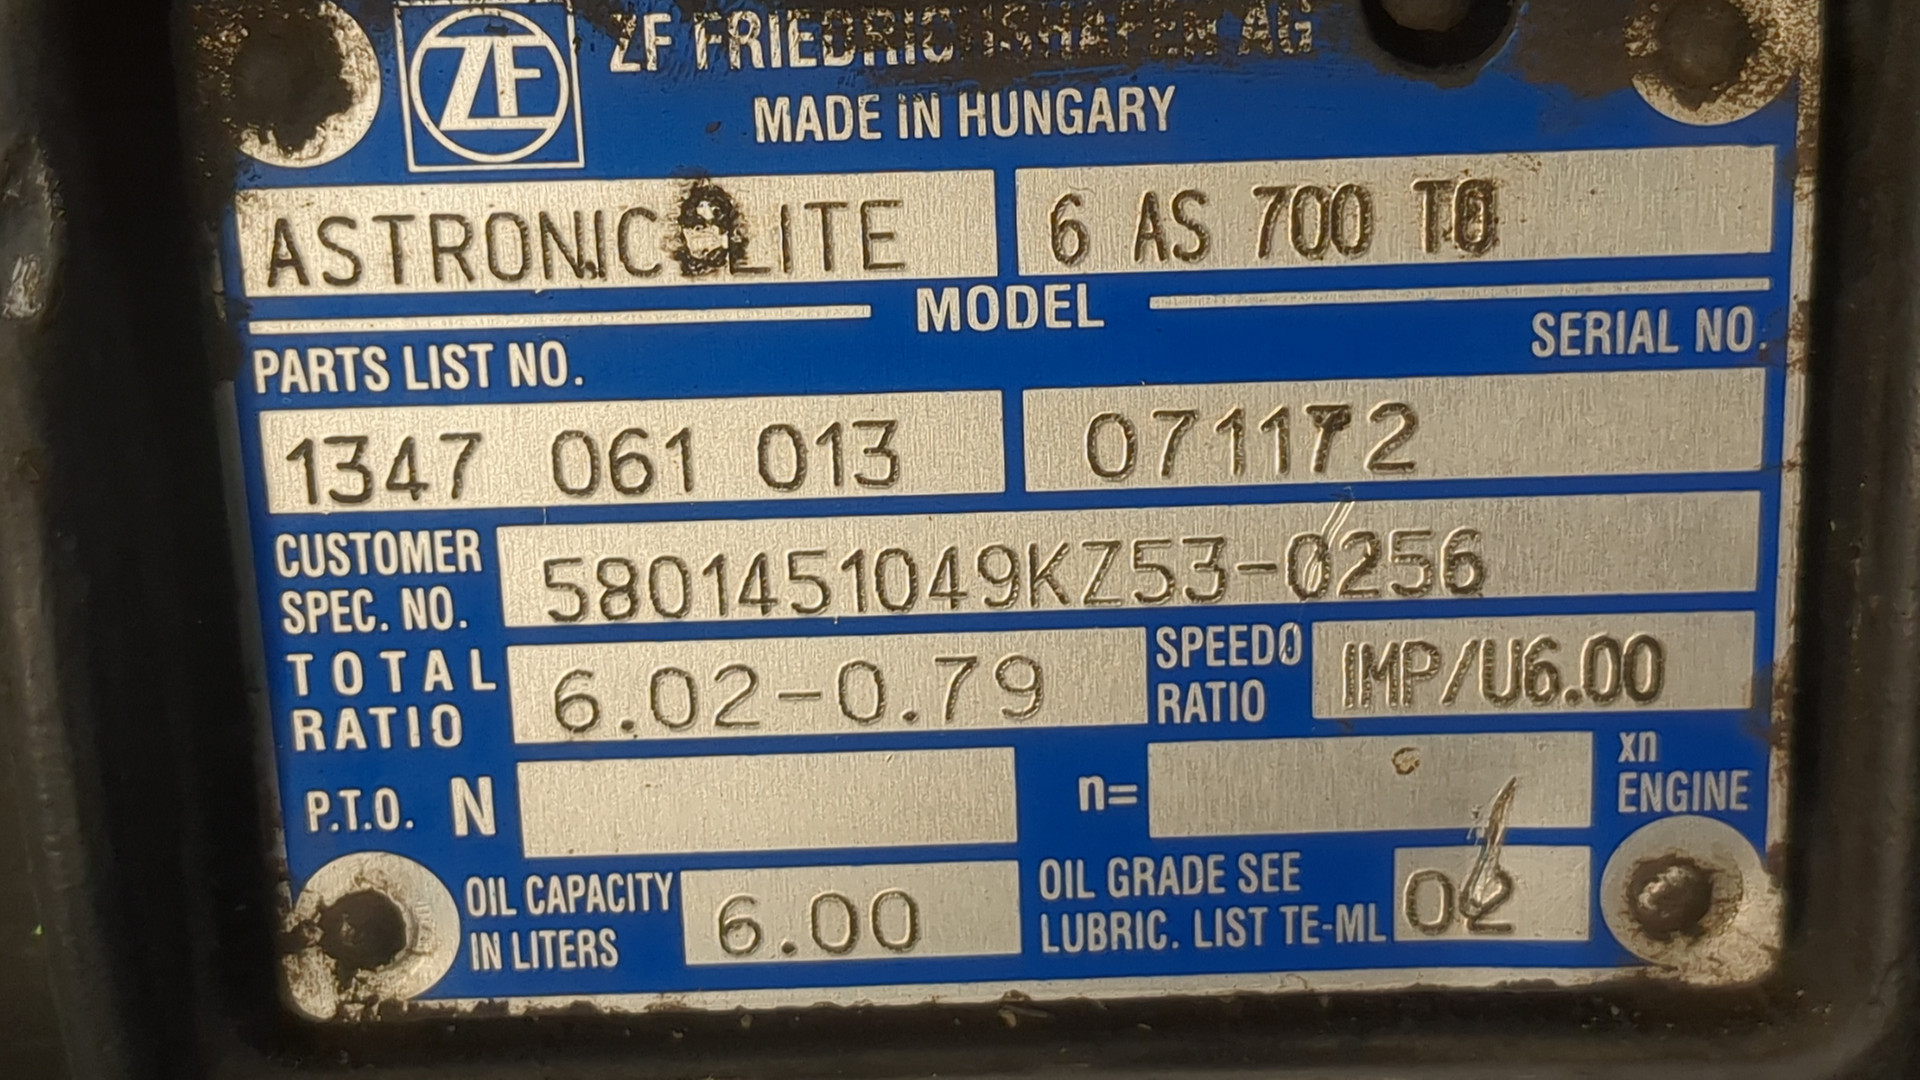 ZF ZF FRIEDRICHSHAFEN AG
MADE IN HUNGARY
ASTRONIC LITE 6 AS 700 TO
MODEL
PARTS LIST NO. SERIAL NO.
1347 061 013 071172
CUSTOMER SPEC. NO. 5801451049KZ53-0256
TOTAL RATIO 6.02-0.79 SPEEDO RATIO IMP/U6.00
P.T.O. N n= xn ENGINE
OIL CAPACITY IN LITERS 6.00 OIL GRADE SEE LUBRIC. LIST TE-ML 02